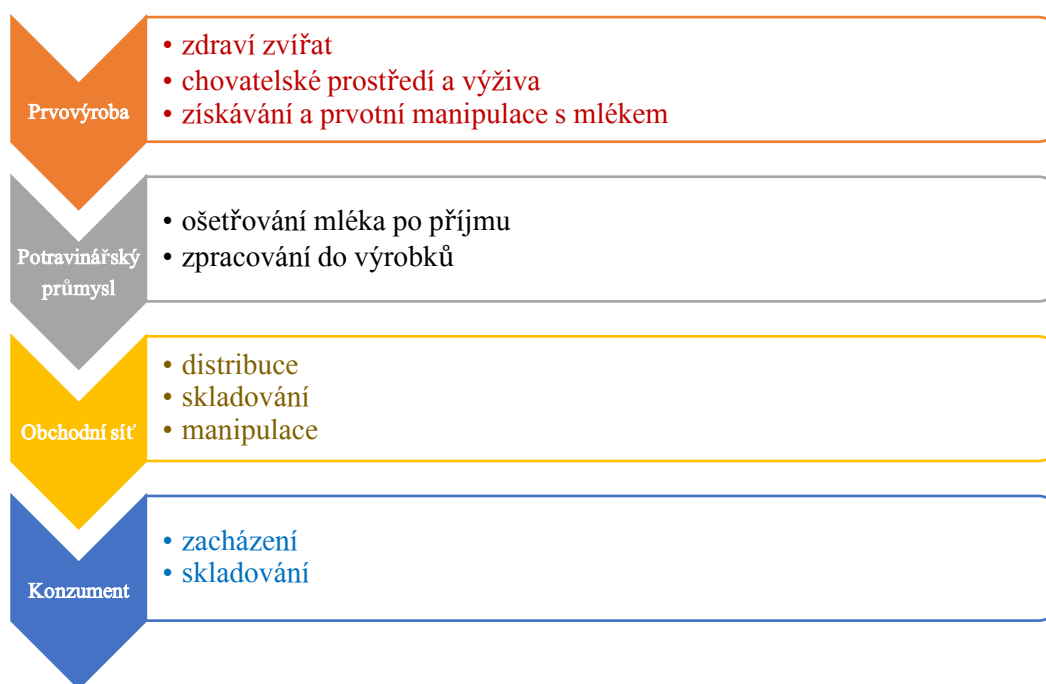 Prvovýroba
• zdraví zvířat
• chovatelské prostředí a výživa
• získávání a prvotní manipulace s mlékem
Potravinářský
průmysl
• ošetřování mléka po příjmu
• zpracování do výrobků
Obchodní síť
• distribuce
• skladování
• manipulace
Konzument
• zacházení
• skladování